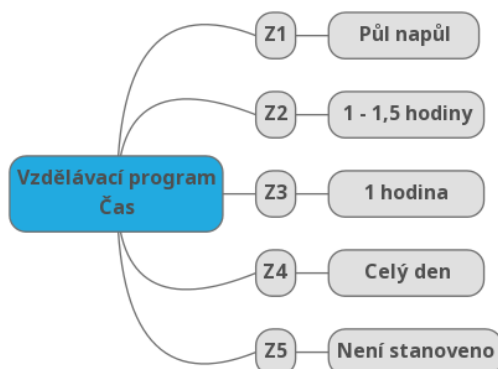 Z1
Půl napůl
Z2
1 - 1,5 hodiny
Vzdělávací program
Čas
Z3
1 hodina
Z4
Celý den
Z5
Není stanoveno